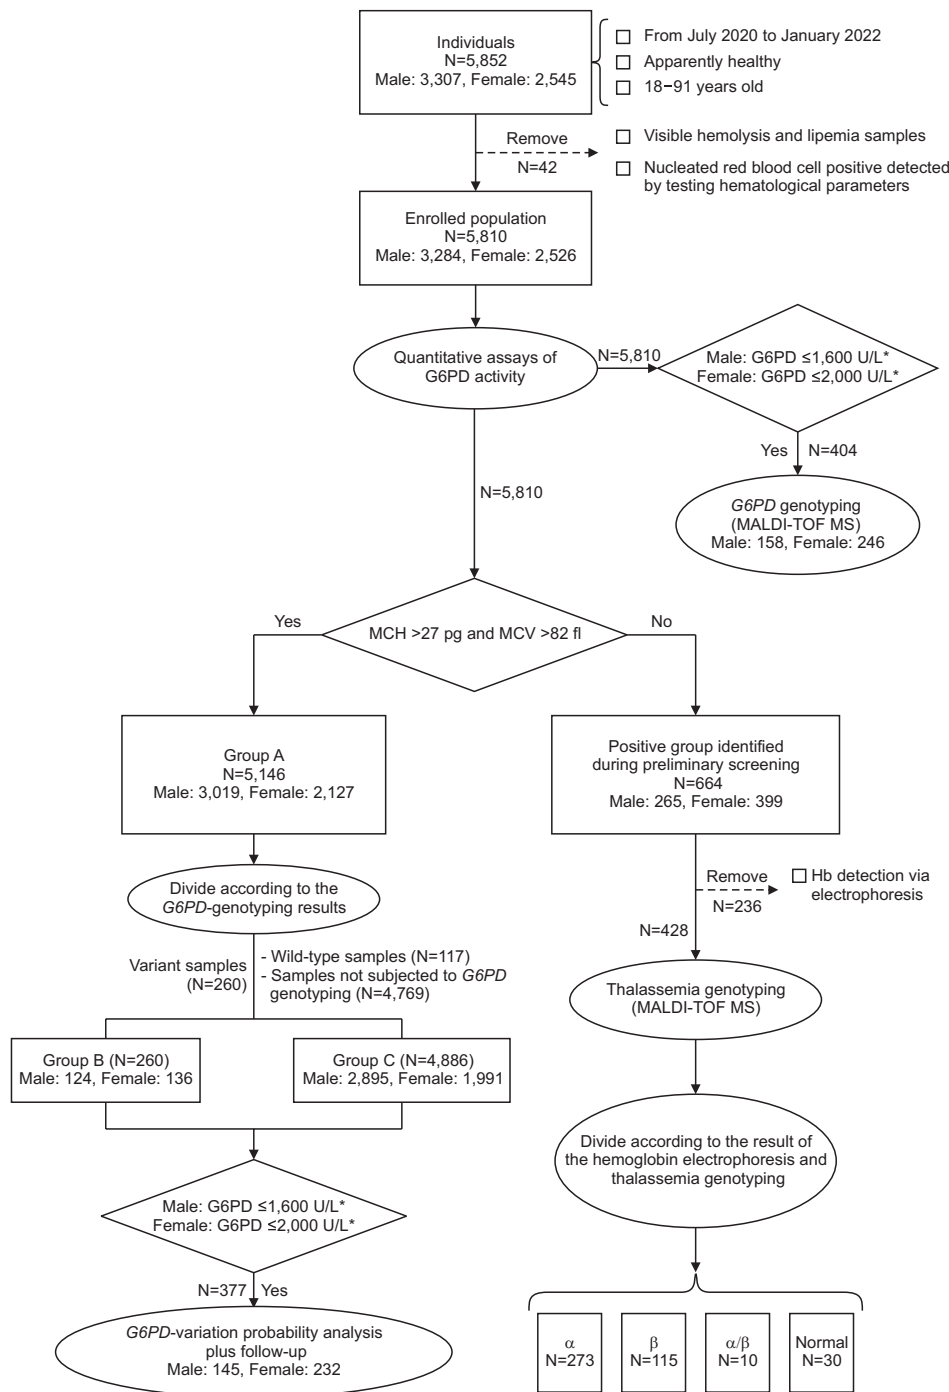 Individuals
N=5,852
Male: 3,307, Female: 2,545
From July 2020 to January 2022
Apparently healthy
18−91 years old
Remove
N=42
Visible hemolysis and lipemia samples
Nucleated red blood cell positive detected
by testing hematological parameters
Enrolled population
N=5,810
Male: 3,284, Female: 2,526
Quantitative assays of
G6PD activity
N=5,810
Male: G6PD ≤1,600 U/L*
Female: G6PD ≤2,000 U/L*
Yes N=404
G6PD genotyping
(MALDI-TOF MS)
Male: 158, Female: 246
N=5,810
MCH >27 pg and MCV >82 fl
Yes
No
Group A
N=5,146
Male: 3,019, Female: 2,127
Positive group identified
during preliminary screening
N=664
Male: 265, Female: 399
Divide according to the
G6PD-genotyping results
Remove
N=236
Hb detection via
electrophoresis
N=428
Variant samples
(N=260)
- Wild-type samples (N=117)
- Samples not subjected to G6PD
genotyping (N=4,769)
Thalassemia genotyping
(MALDI-TOF MS)
Group B (N=260)
Male: 124, Female: 136
Group C (N=4,886)
Male: 2,895, Female: 1,991
Divide according to the result of
the hemoglobin electrophoresis and
thalassemia genotyping
Male: G6PD ≤1,600 U/L*
Female: G6PD ≤2,000 U/L*
N=377 Yes
G6PD-variation probability analysis
plus follow-up
Male: 145, Female: 232
α
N=273
β
N=115
α/β
N=10
Normal
N=30